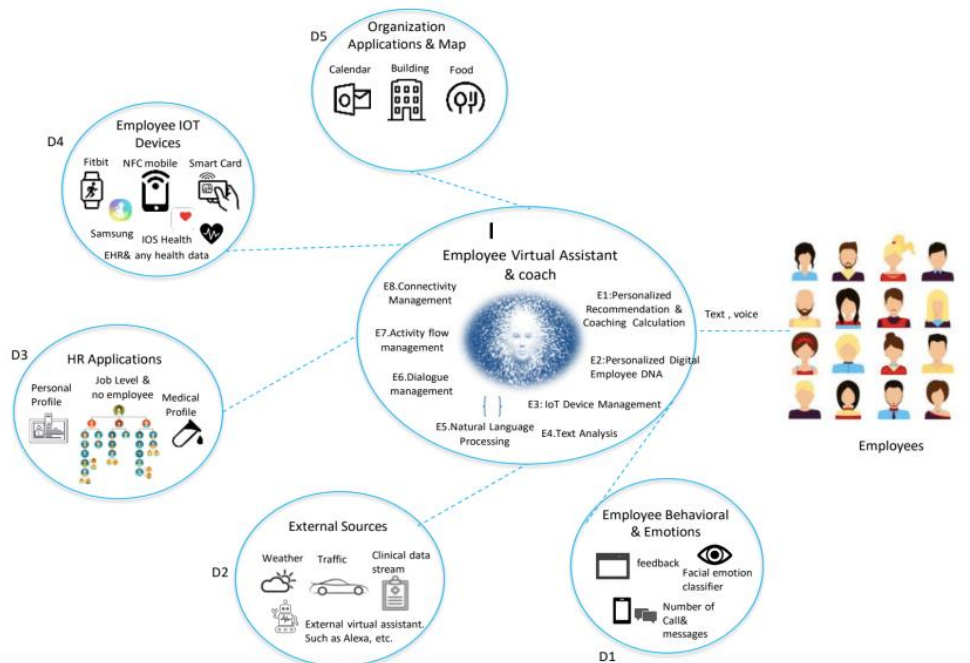 D5
Organization
Applications & Map
Calendar
Building
Food
D4
Employee IOT
Devices
Fitbit
NFC mobile
Smart Card
Samsung
IOS Health
EHR& any health data
D3
HR Applications
Personal
Profile
Job Level &
no employee
Medical
Profile
I
Employee Virtual Assistant
& coach
E8.Connectivity
Management
E7.Activity flow
management
E6.Dialogue
management
{ }
E5.Natural Language
Processing
E1:Personalized
Recommendation &
Coaching Calculation
E2:Personalized Digital
Employee DNA
E3: IoT Device Management
E4.Text Analysis
Text , voice
Employees
D2
External Sources
Weather
Traffic
Clinical data
stream
External virtual assistant.
Such as Alexa, etc.
Employee Behavioral
& Emotions
feedback
Facial emotion
classifier
Number of
Call&
messages
D1